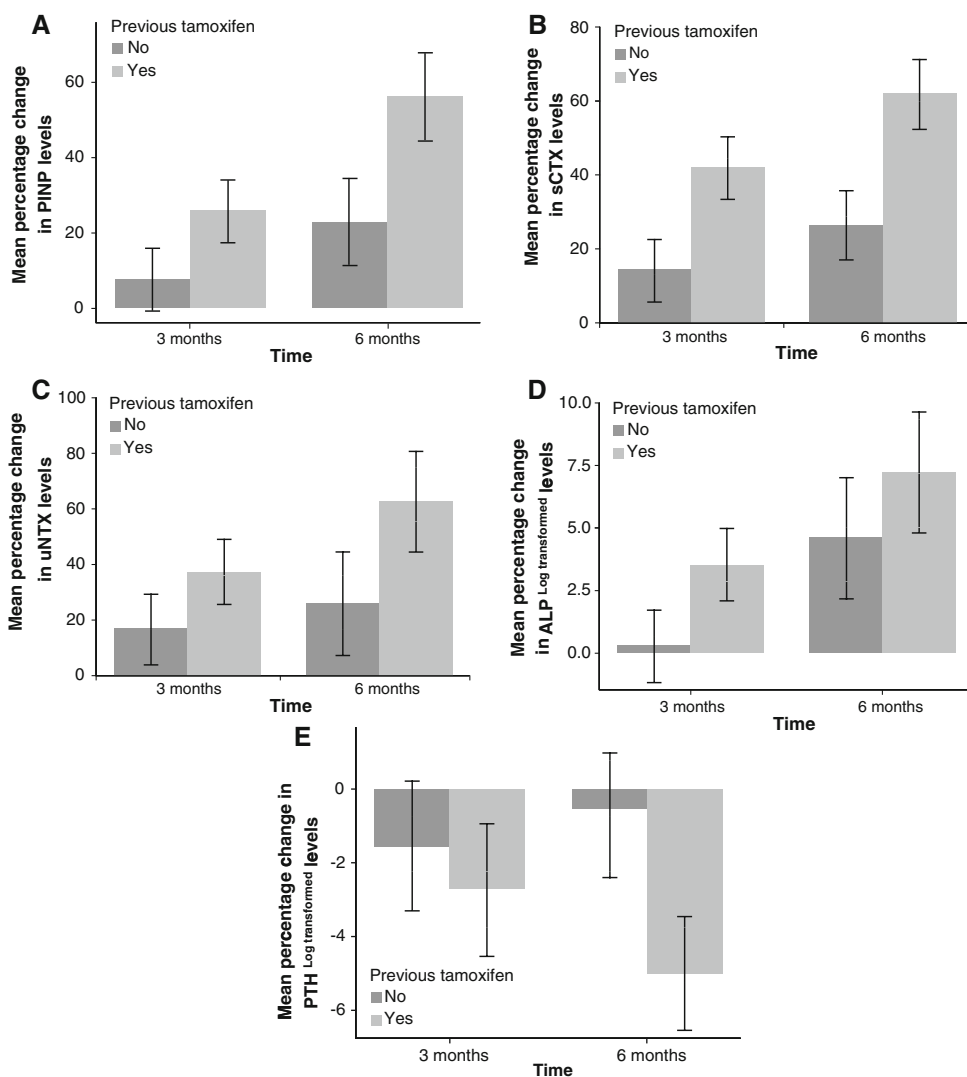 A
Previous tamoxifen
No
Yes
Mean percentage change
in PINP levels
60
40
20
0
3 months
6 months
Time
B
Previous tamoxifen
No
Yes
Mean percentage change
in sCTX levels
80
60
40
20
0
3 months
6 months
Time
C
Previous tamoxifen
No
Yes
Mean percentage change
in uNTX levels
100
80
60
40
20
0
3 months
6 months
Time
D
Previous tamoxifen
No
Yes
Mean percentage change
in ALP Log transformed levels
10.0
7.5
5.0
2.5
0.0
3 months
6 months
Time
E
Mean percentage change in
PTH Log transformed levels
0
-2
-4
-6
Previous tamoxifen
No
Yes
3 months
6 months
Time